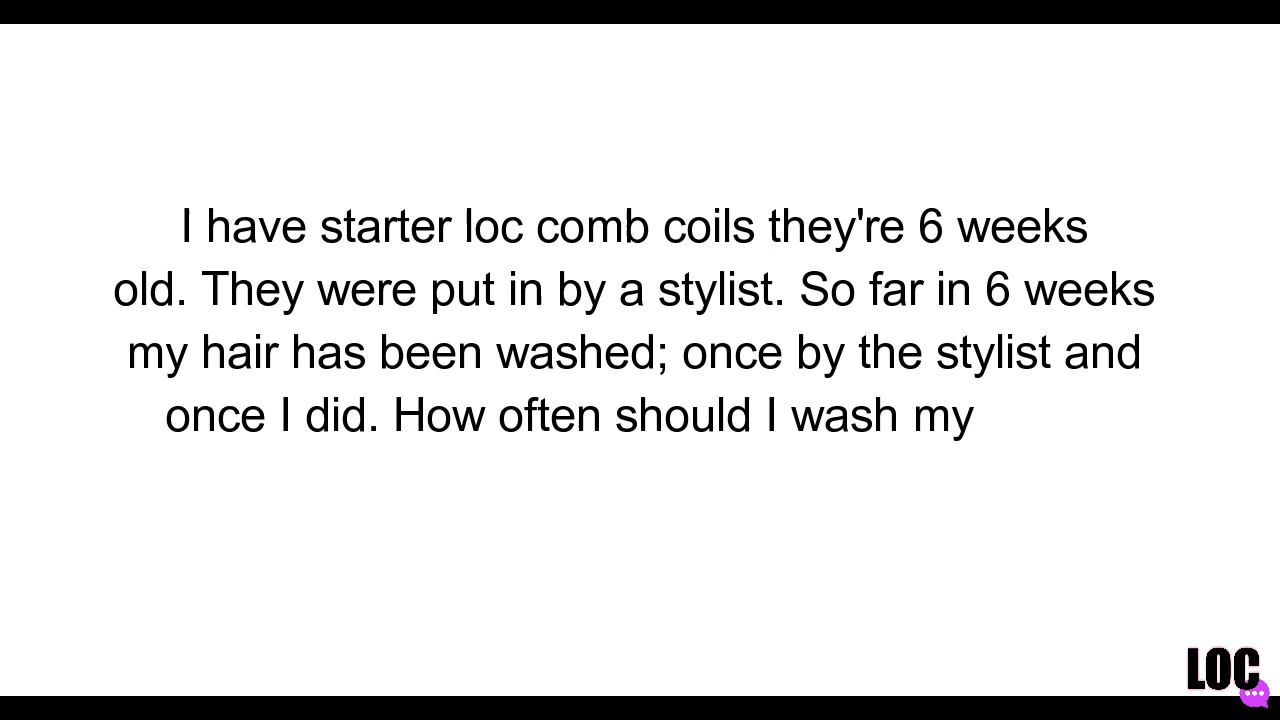 I have starter loc comb coils they're 6 weeks
old. They were put in by a stylist. So far in 6 weeks
my hair has been washed; once by the stylist and
once I did. How often should I wash my
LOC